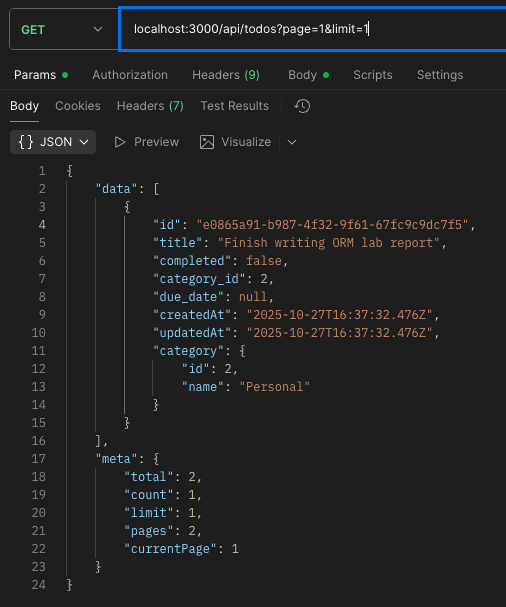 GET localhost:3000/api/todos?page=1&limit=1
Params Authorization Headers (9) Body Scripts Settings
Body Cookies Headers (7) Test Results
{} JSON Preview Visualize
1 {
2 "data": [
3 {
4 "id": "e0865a91-b987-4f32-9f61-67fc9c9dc7f5",
5 "title": "Finish writing ORM lab report",
6 "completed": false,
7 "category_id": 2,
8 "due_date": null,
9 "createdAt": "2025-10-27T16:37:32.476Z",
10 "updatedAt": "2025-10-27T16:37:32.476Z",
11 "category": {
12 "id": 2,
13 "name": "Personal"
14 }
15 }
16 ],
17 "meta": {
18 "total": 2,
19 "count": 1,
20 "limit": 1,
21 "pages": 2,
22 "currentPage": 1
23 }
24 }